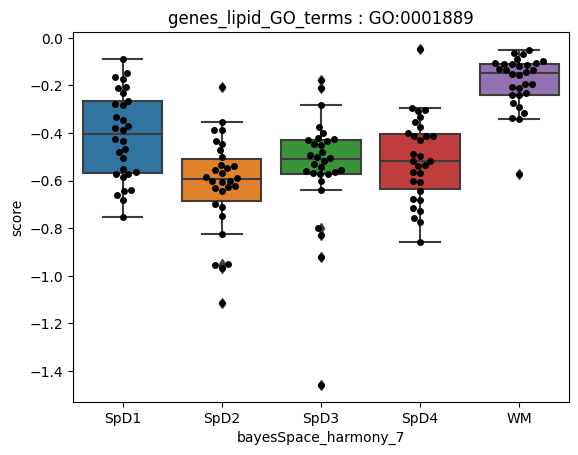 genes_lipid_GO_terms : GO:0001889
0.0
−0.2
−0.4
−0.6
−0.8
−1.0
−1.2
−1.4
score
SpD1 SpD2 SpD3 SpD4 WM
bayesSpace_harmony_7